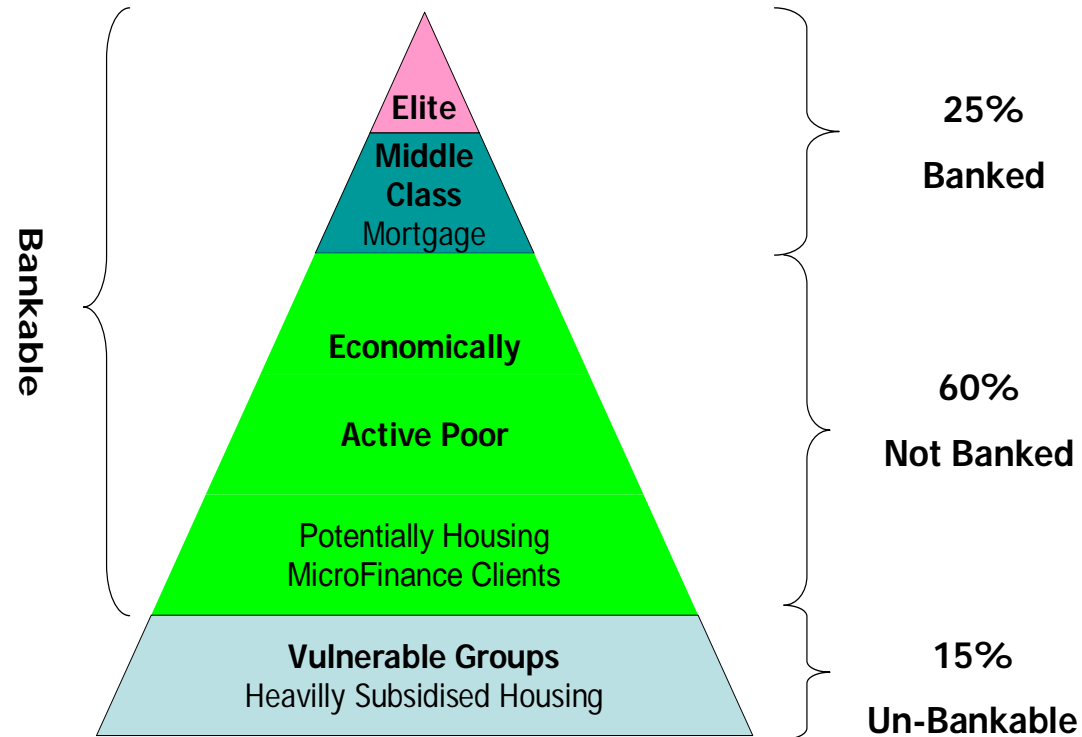 Bankable
Elite
Middle
Class
Mortgage
Economically
Active Poor
Potentially Housing
MicroFinance Clients
Vulnerable Groups
Heavilly Subsidised Housing
25%
Banked
60%
Not Banked
15%
Un-Bankable